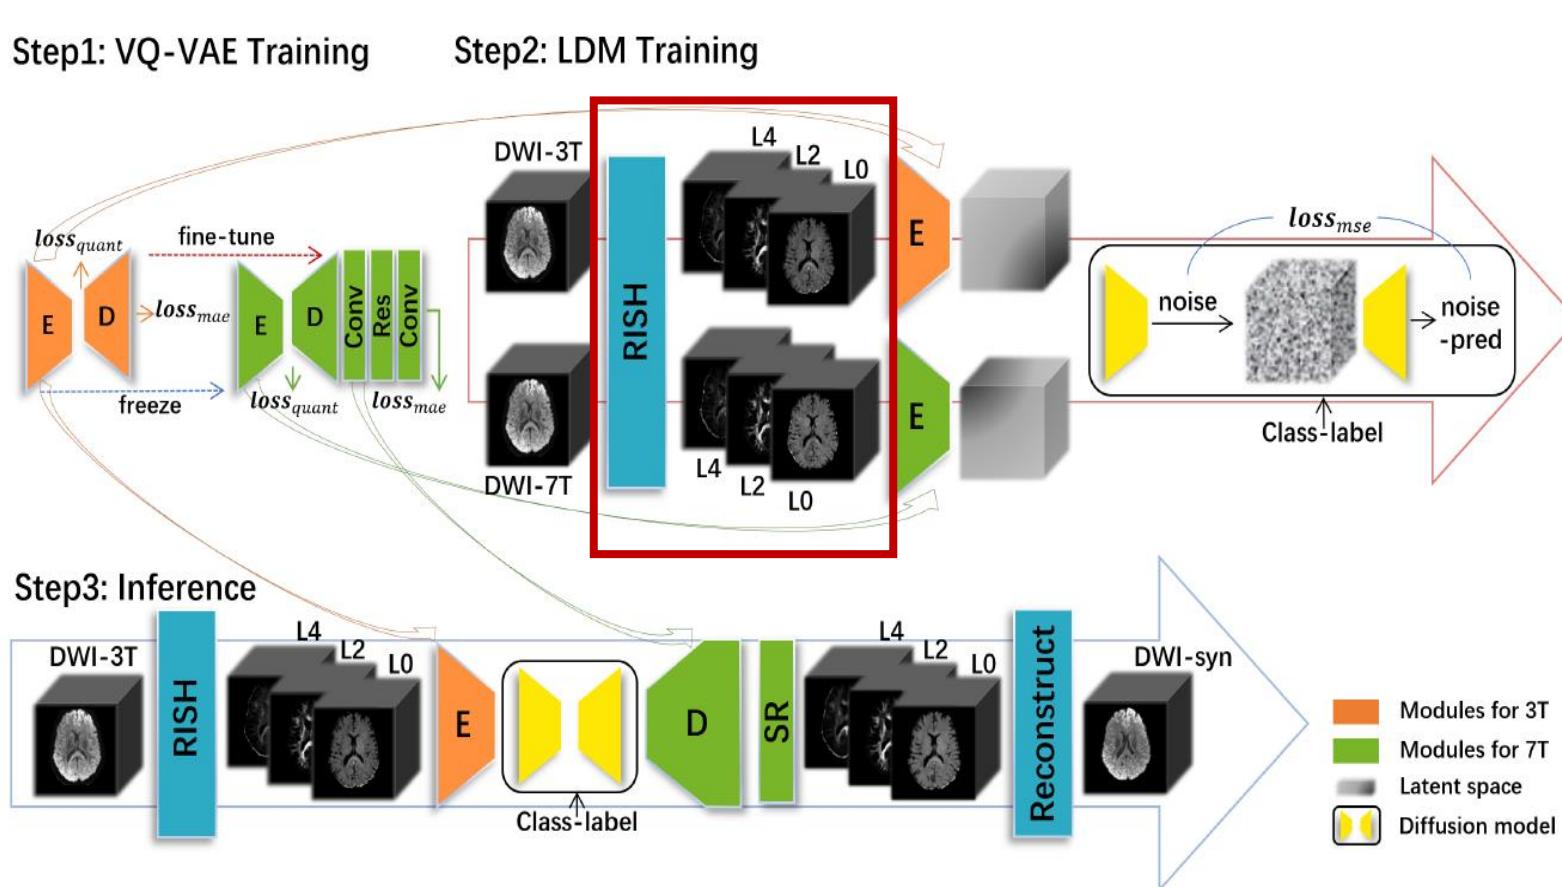 Step1: VQ-VAE Training
Step2: LDM Training
loss_quant
fine-tune
E
D
loss_mae
freeze
E
D
Conv
Res
Conv
loss_quant
loss_mae
DWI-3T
DWI-7T
RISH
L4
L2
L0
L4
L2
L0
E
E
loss_mse
noise
noise
-pred
Class-label
Step3: Inference
DWI-3T
RISH
L4
L2
L0
E
Class-label
D
SR
L4
L2
L0
Reconstruct
DWI-syn
Modules for 3T
Modules for 7T
Latent space
Diffusion model